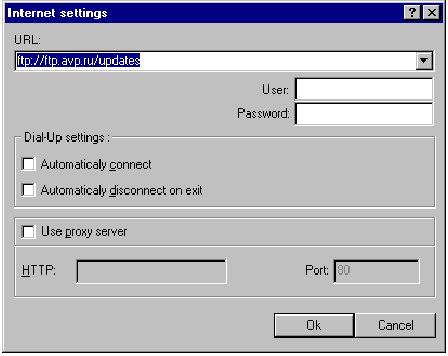 Internet settings
URL:
ftp://ftp.avp.ru/updates
User:
Password:
Dial-Up settings :
Automaticaly connect
Automaticaly disconnect on exit
Use proxy server
HTTP: Port: 80
Ok Cancel